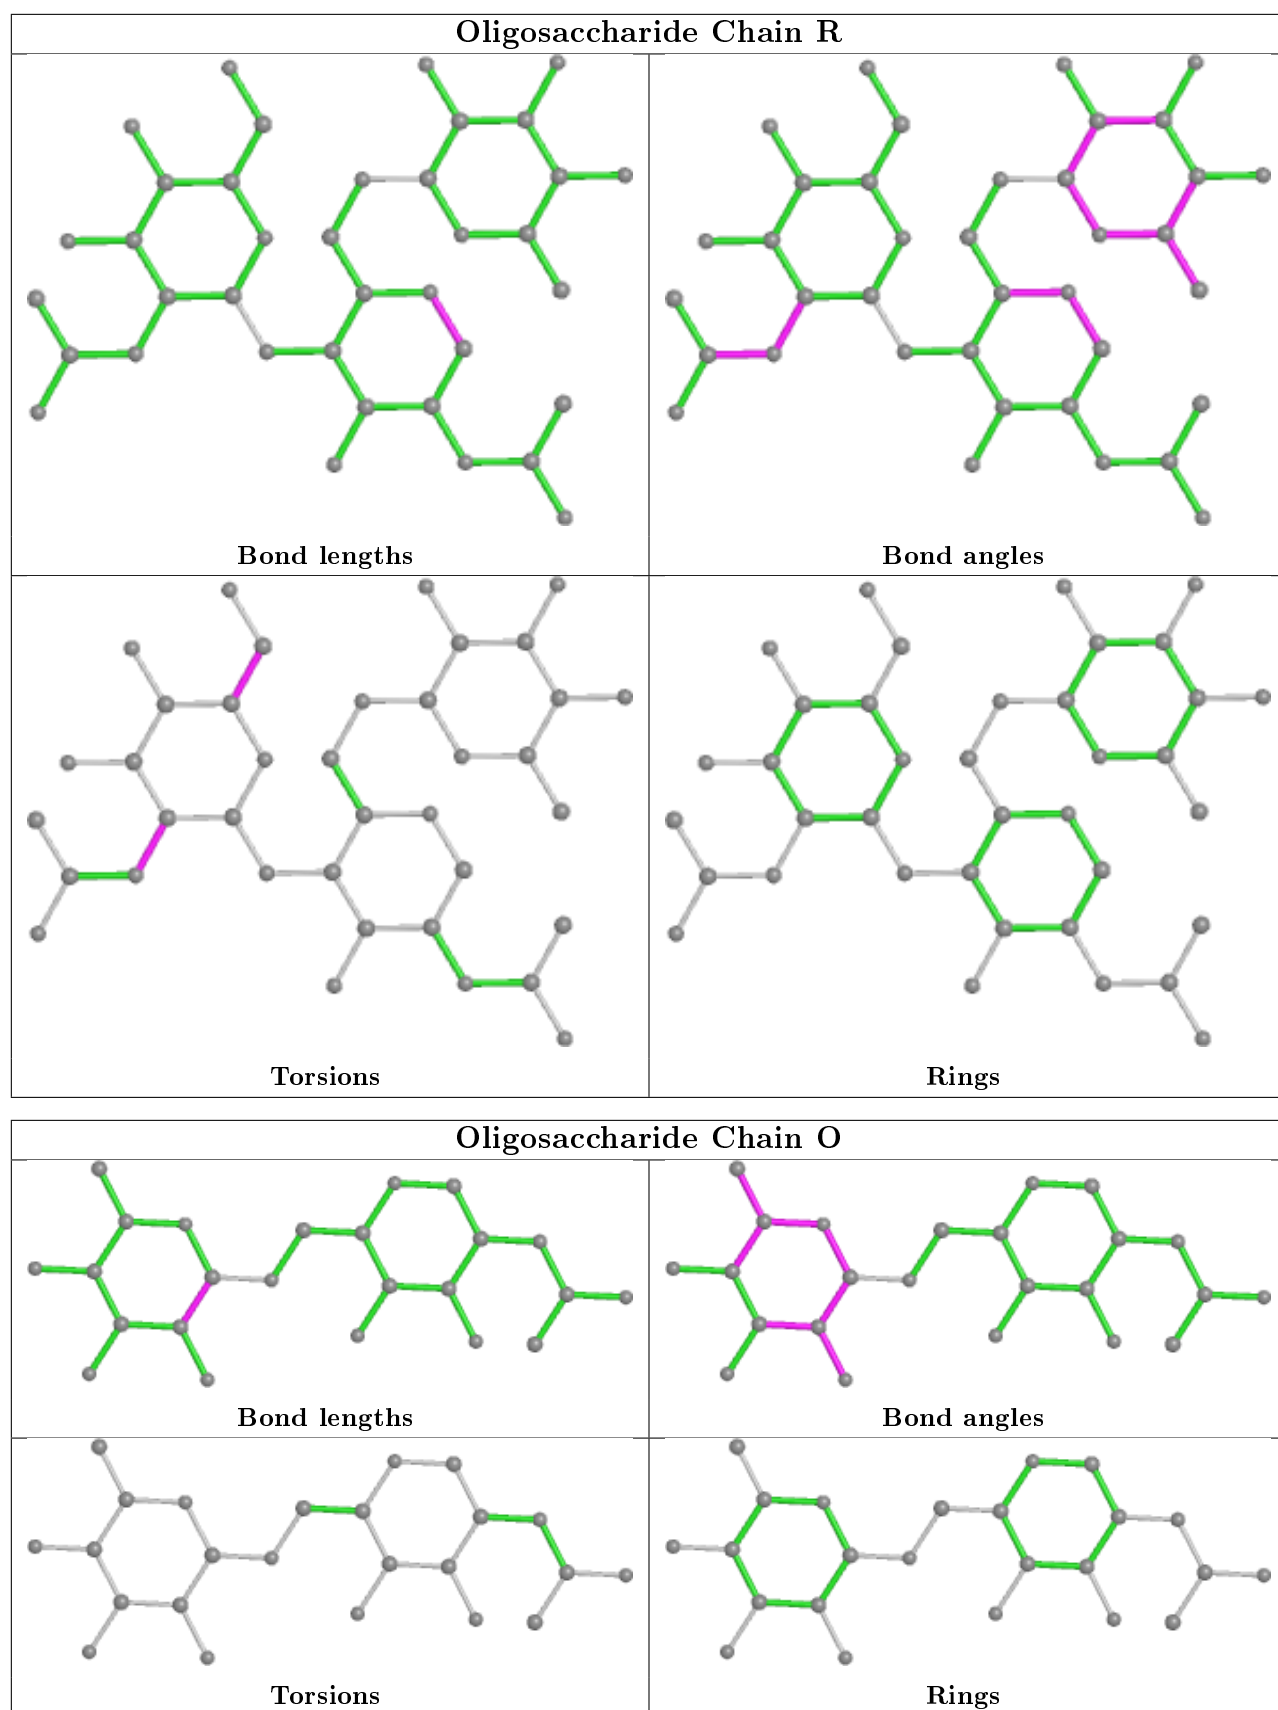 Oligosaccharide Chain R
Bond lengths
Bond angles
Torsions
Rings
Oligosaccharide Chain O
Bond lengths
Bond angles
Torsions
Rings